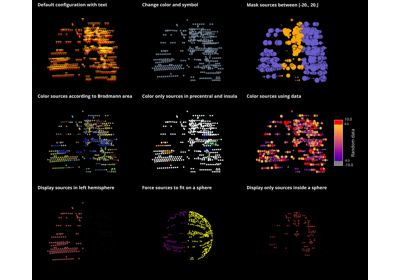 Default configuration with text
Change color and symbol
Mask sources between [-20., 20.]
Color sources according to Brodmann area
Color only sources in precentral and insula
Color using data
Random data
Display sources in left hemisphere
Force sources to fit on a sphere
Display only sources inside a sphere